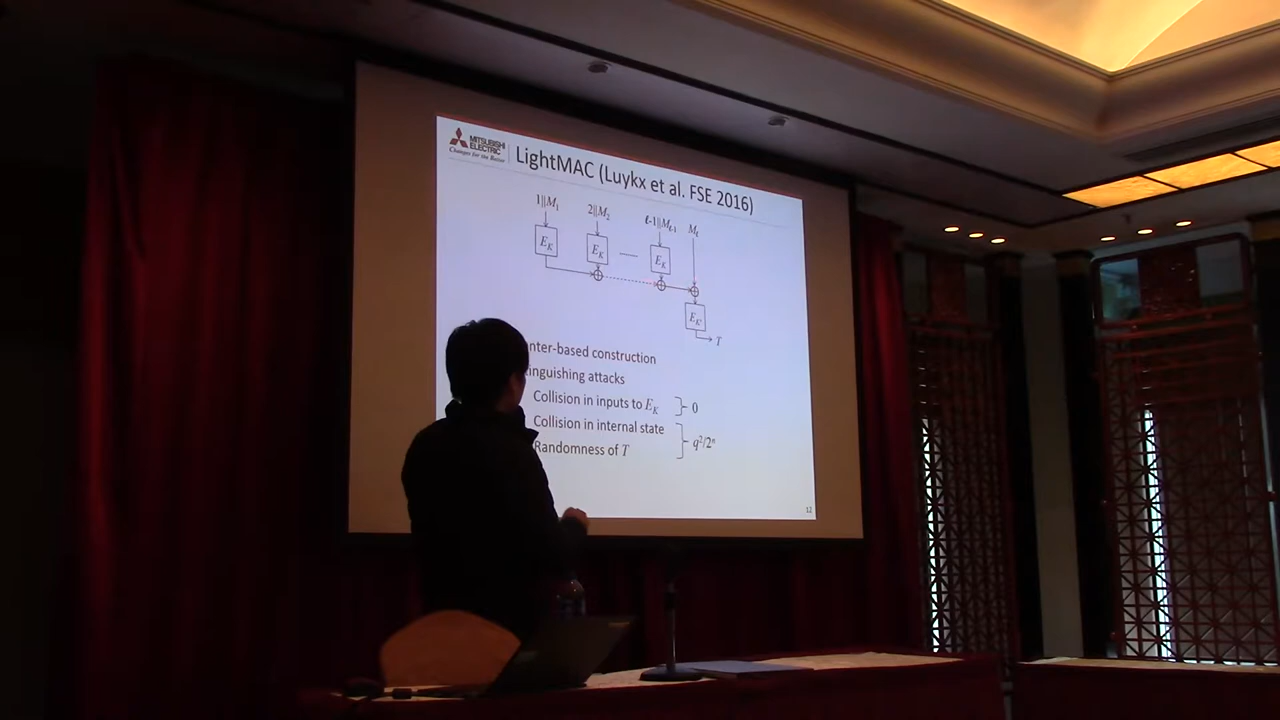 MITSUBISHI
ELECTRIC
Changes for the Better
LightMAC (Luykx et al. FSE 2016)
1||M1 2||M2 ℓ-1||Mℓ-1 Mℓ
EK EK EK
EK'
T
nter-based construction
inguishing attacks
Collision in inputs to EK 0
Collision in internal state
q²/2ⁿ
Randomness of T
12